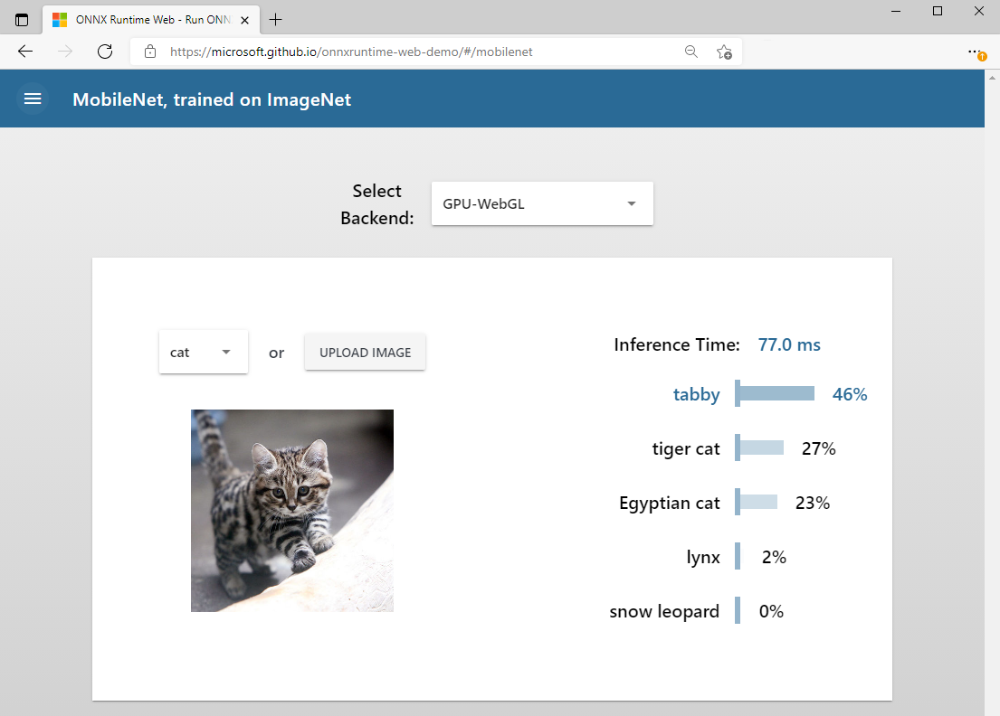 ONNX Runtime Web - Run ONN
https://microsoft.github.io/onnxruntime-web-demo/#/mobilenet
MobileNet, trained on ImageNet
Select
Backend:
GPU-WebGL
cat
or
UPLOAD IMAGE
Inference Time: 77.0 ms
tabby 46%
tiger cat 27%
Egyptian cat 23%
lynx 2%
snow leopard 0%